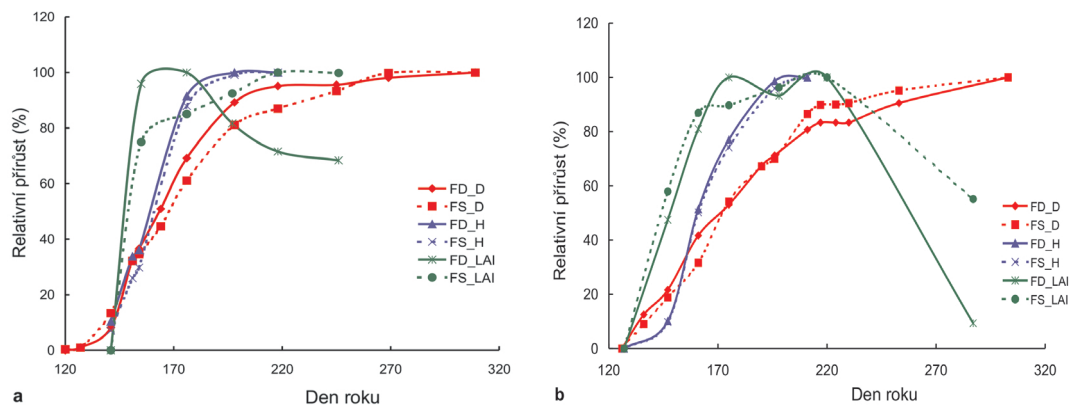 120
100
80
60
40
20
0
Relativní přírůst (%)
FD_D
FS_D
FD_H
FS_H
FD_LAI
FS_LAI
120 170 220 270 320
a
Den roku
120
100
80
60
40
20
0
Relativní přírůst (%)
FD_D
FS_D
FD_H
FS_H
FD_LAI
FS_LAI
120 170 220 270 320
b
Den roku